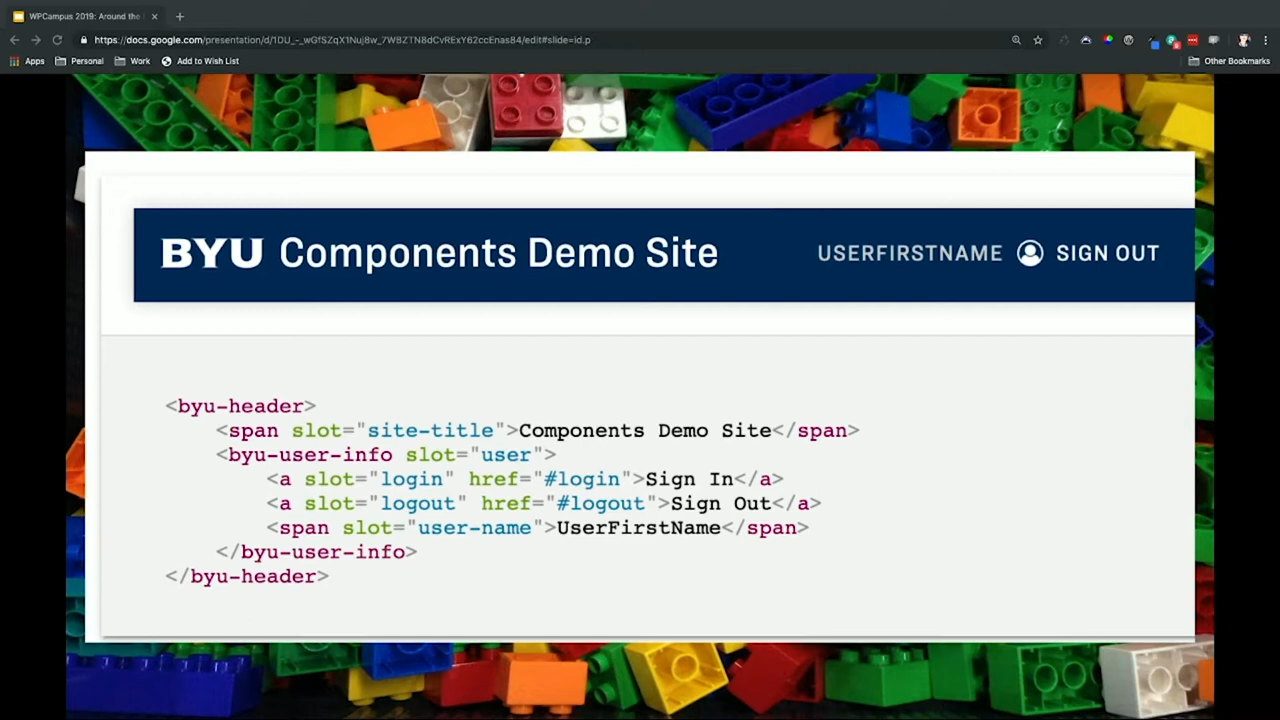 WPCampus 2019: Around the
https://docs.google.com/presentation/d/1DU_-_wGfSZqX1Nuj8w_7WBZTN8dCvRExY62ccEnas84/edit#slide=id.p
Apps Personal Work Add to Wish List Other Bookmarks
BYU Components Demo Site USERFIRSTNAME SIGN OUT
<byu-header>
<span slot="site-title">Components Demo Site</span>
<byu-user-info slot="user">
<a slot="login" href="#login">Sign In</a>
<a slot="logout" href="#logout">Sign Out</a>
<span slot="user-name">UserFirstName</span>
</byu-user-info>
</byu-header>